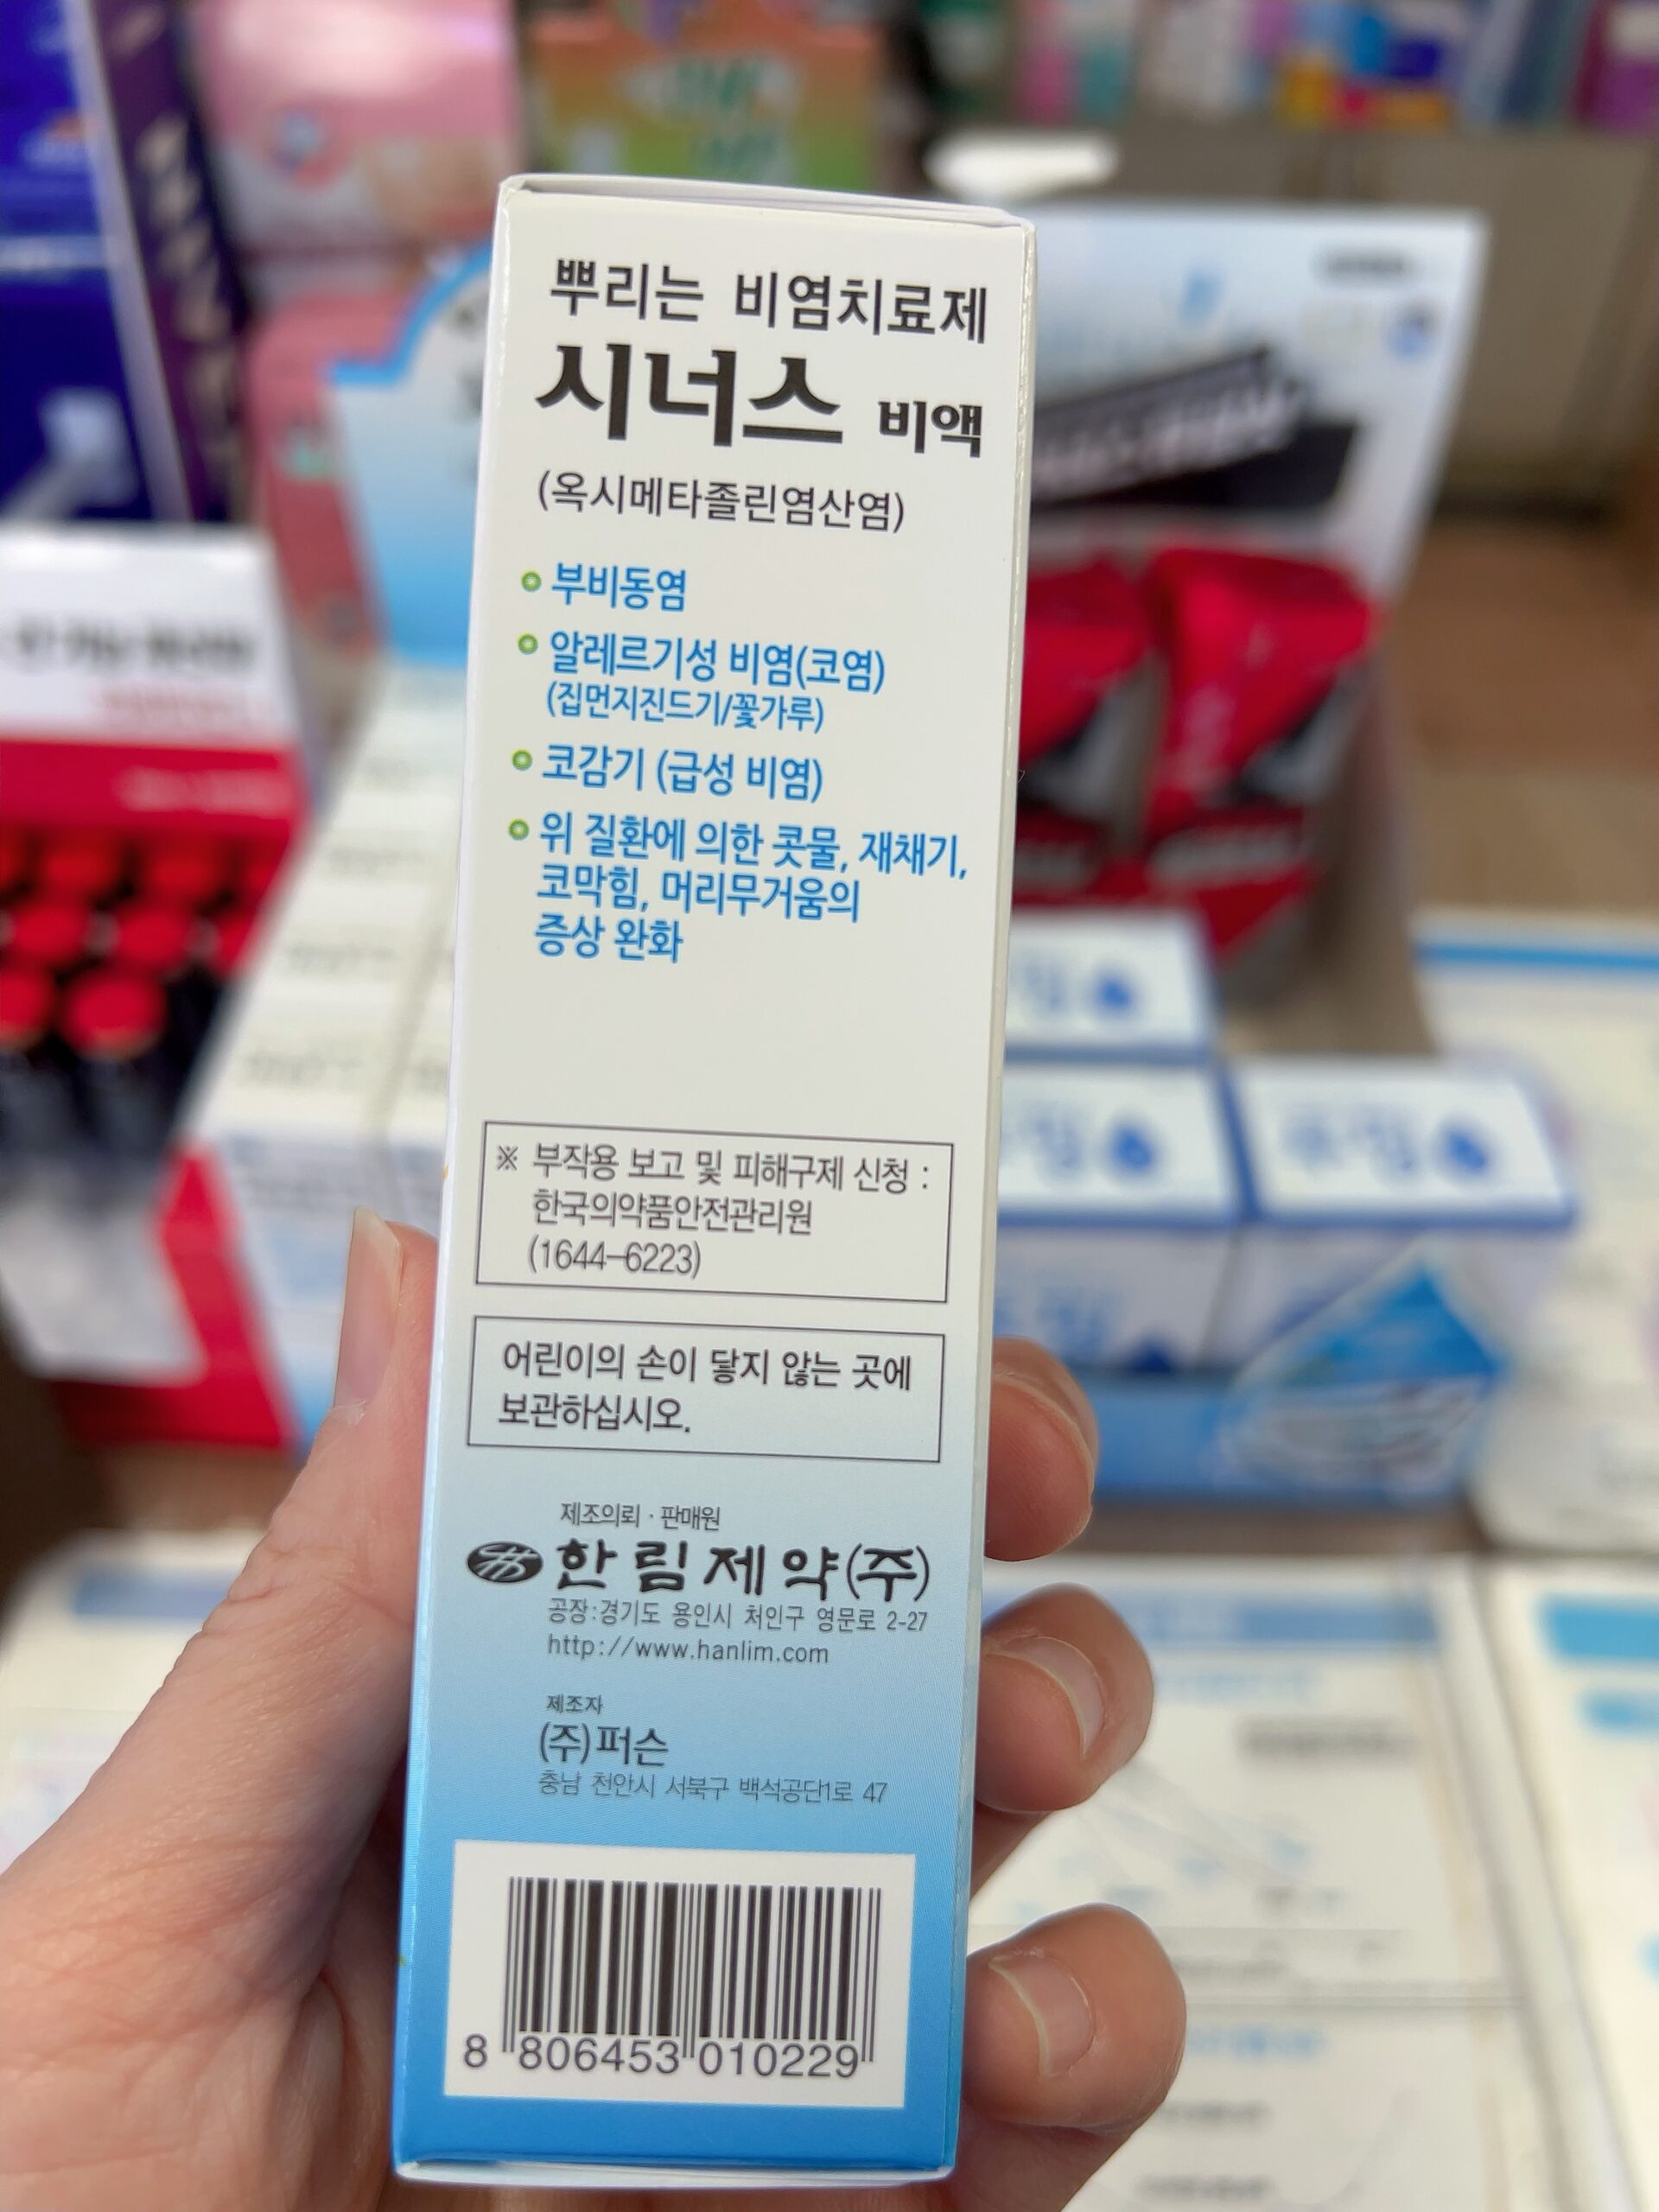 뿌리는 비염치료제
시너스 비액
(옥시메타졸린염산염)
부비동염
알레르기성 비염(코염)
(집먼지진드기/꽃가루)
코감기 (급성 비염)
위 질환에 의한 콧물, 재채기,
코막힘, 머리무거움의
증상 완화
※ 부작용 보고 및 피해구제 신청 :
한국의약품안전관리원
(1644-6223)
어린이의 손이 닿지 않는 곳에
보관하십시오.
제조의뢰 · 판매원
한림제약(주)
공장:경기도 용인시 처인구 영문로 2-27
http://www.hanlim.com
제조자
(주)퍼슨
충남 천안시 서북구 백석공단1로 47
8 806453 010229